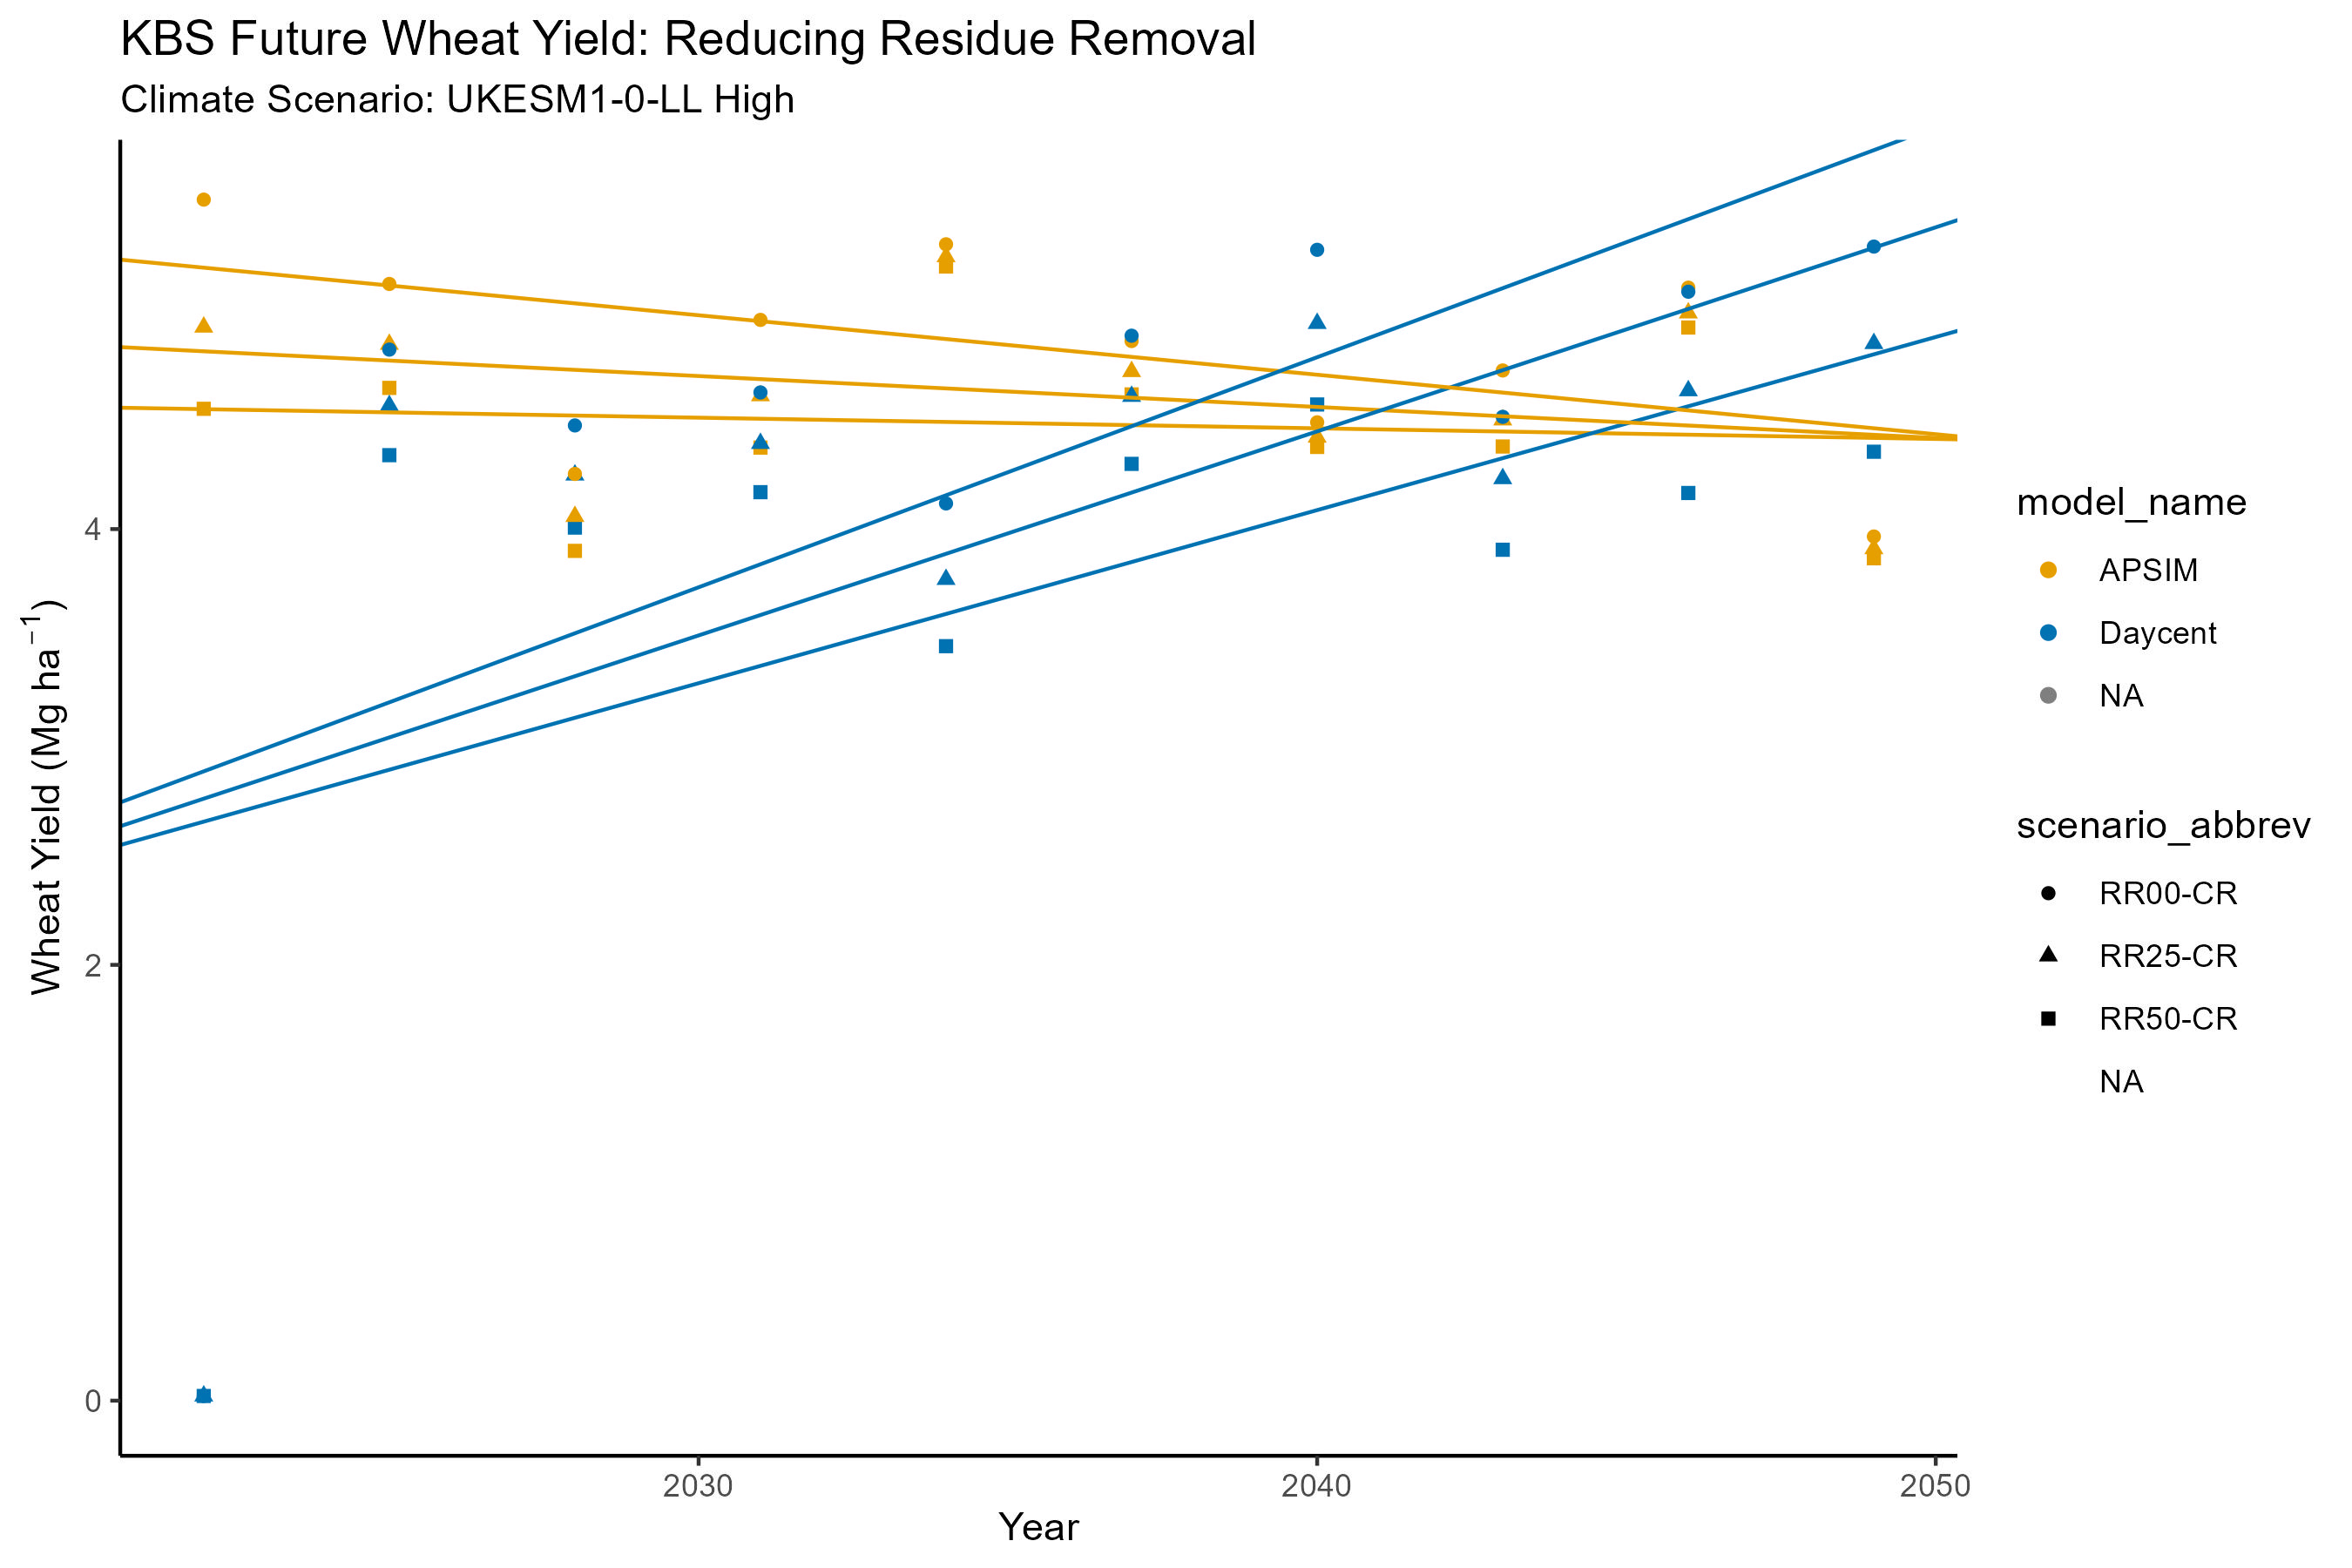 KBS Future Wheat Yield: Reducing Residue Removal
Climate Scenario: UKESM1-0-LL High
Wheat Yield (Mg ha⁻¹)
4
2
0
2030
2040
2050
Year
model_name
APSIM
Daycent
NA
scenario_abbrev
RR00-CR
RR25-CR
RR50-CR
NA